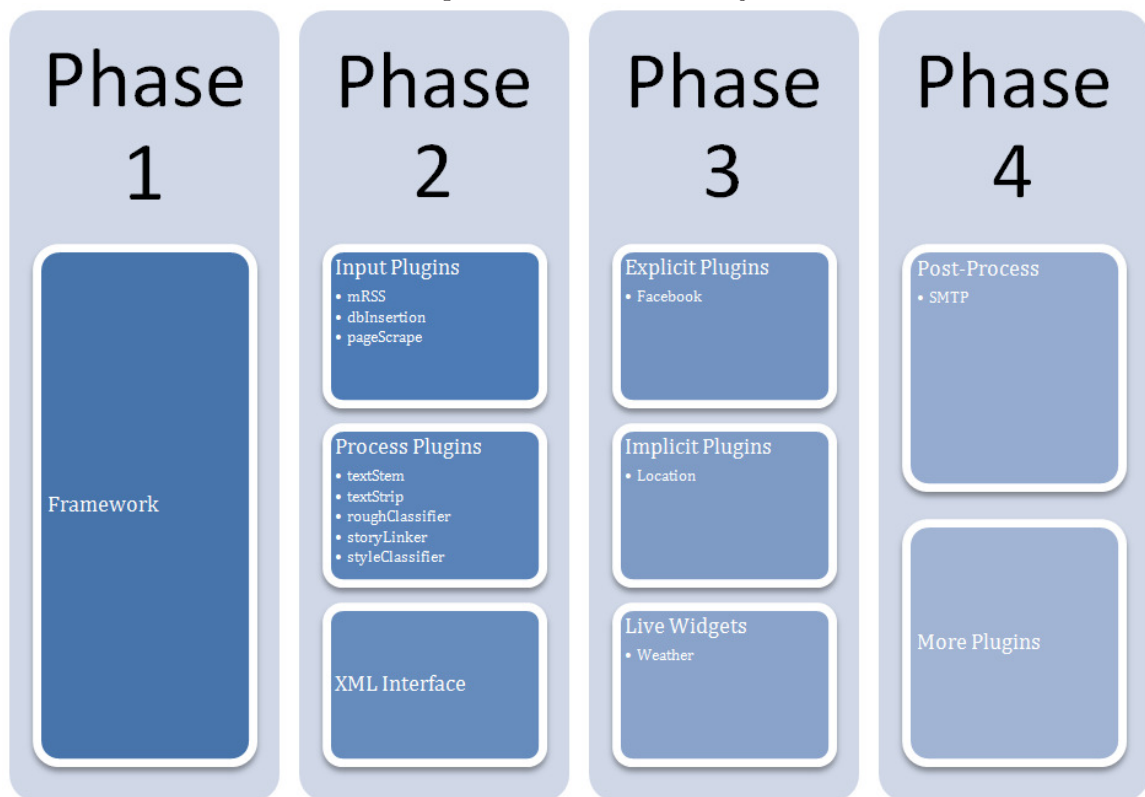 Phase
1
Framework
Phase
2
Input Plugins
• mRSS
• dbInsertion
• pageScrape
Process Plugins
• textStem
• textStrip
• roughClassifier
• storyLinker
• styleClassifier
XML Interface
Phase
3
Explicit Plugins
• Facebook
Implicit Plugins
• Location
Live Widgets
• Weather
Phase
4
Post-Process
• SMTP
More Plugins